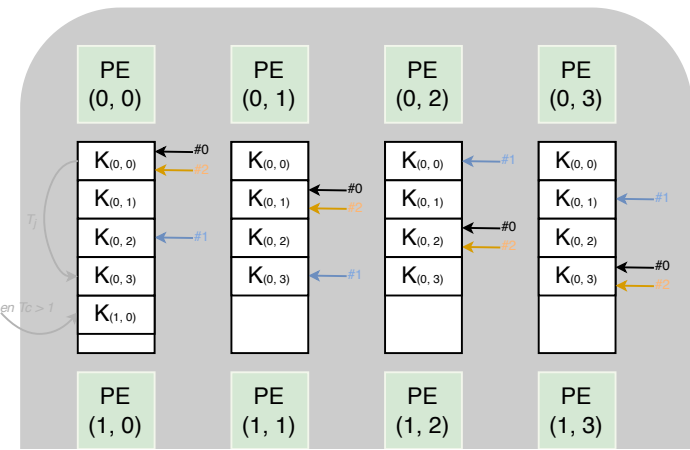 PE PE PE PE
(0, 0) (0, 1) (0, 2) (0, 3)
K(0, 0) #0 K(0, 0) K(0, 0) #1 K(0, 0)
#2
K(0, 1) K(0, 1) #0 K(0, 1) K(0, 1) #1
#2
Tj
K(0, 2) #1 K(0, 2) K(0, 2) #0 K(0, 2)
#2
K(0, 3) K(0, 3) #1 K(0, 3) K(0, 3) #0
#2
en Tc > 1 K(1, 0)
PE PE PE PE
(1, 0) (1, 1) (1, 2) (1, 3)